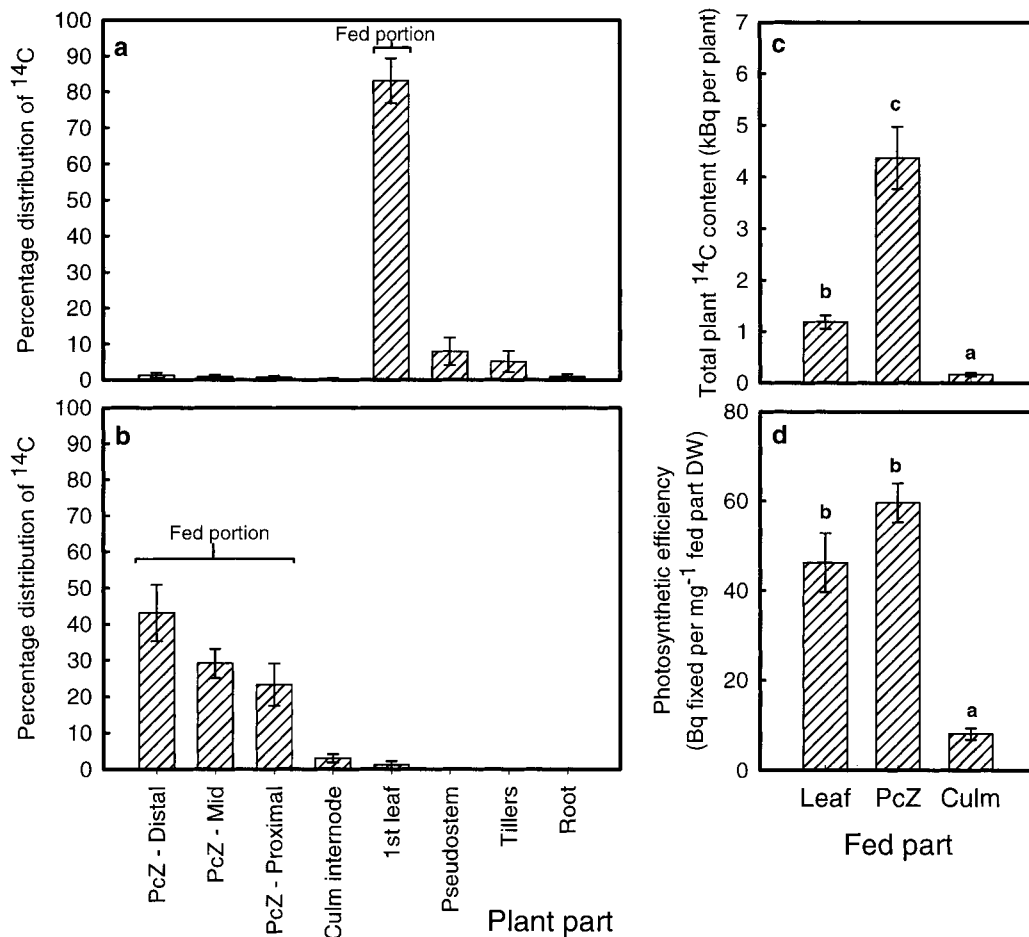 a
Fed portion
Percentage distribution of ¹⁴C
100
90
80
70
60
50
40
30
20
10
0
b
Fed portion
Percentage distribution of ¹⁴C
100
90
80
70
60
50
40
30
20
10
0
PcZ - Distal
PcZ - Mid
PcZ - Proximal
Culm internode
1st leaf
Pseudostem
Tillers
Root
Plant part
c
Total plant ¹⁴C content (kBq per plant)
7
6
5
4
3
2
1
0
b
c
a
d
Photosynthetic efficiency
(Bq fixed per mg⁻¹ fed part DW)
80
60
40
20
0
b
b
a
Leaf PcZ Culm
Fed part